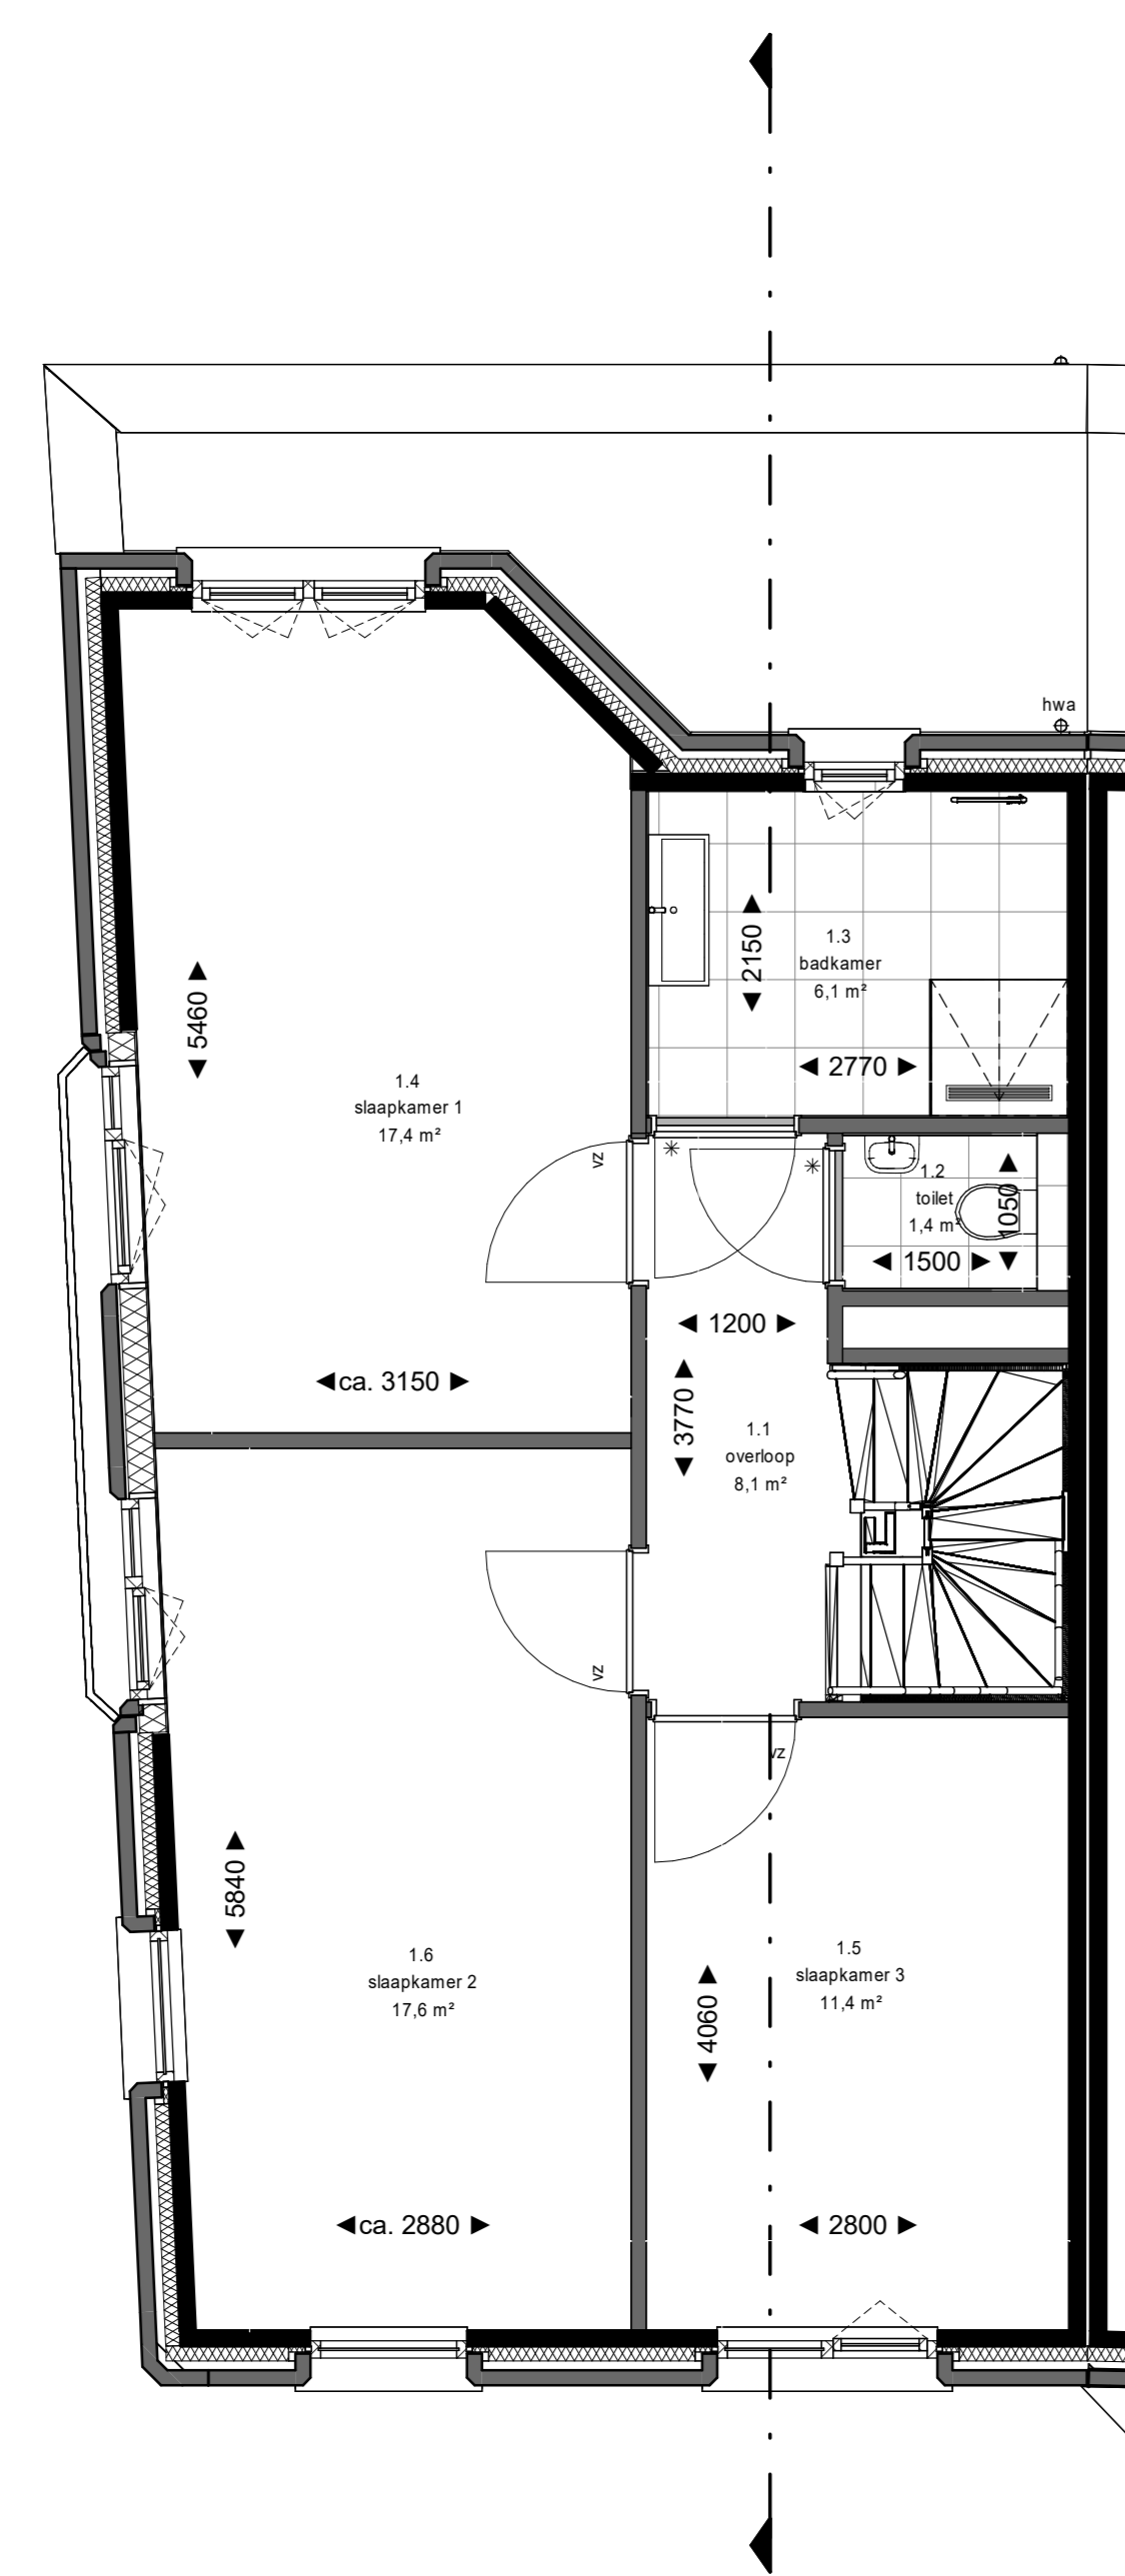 hwa
2150
1.3
badkamer
6,1 m²
2770
5460
1.4
slaapkamer 1
17,4 m²
vz
1.2
toilet
1,4 m²
1050
1500
1200
ca. 3150
3770
1.1
overloop
8,1 m²
vz
vz
5840
1.6
slaapkamer 2
17,6 m²
1.5
slaapkamer 3
11,4 m²
4060
ca. 2880
2800